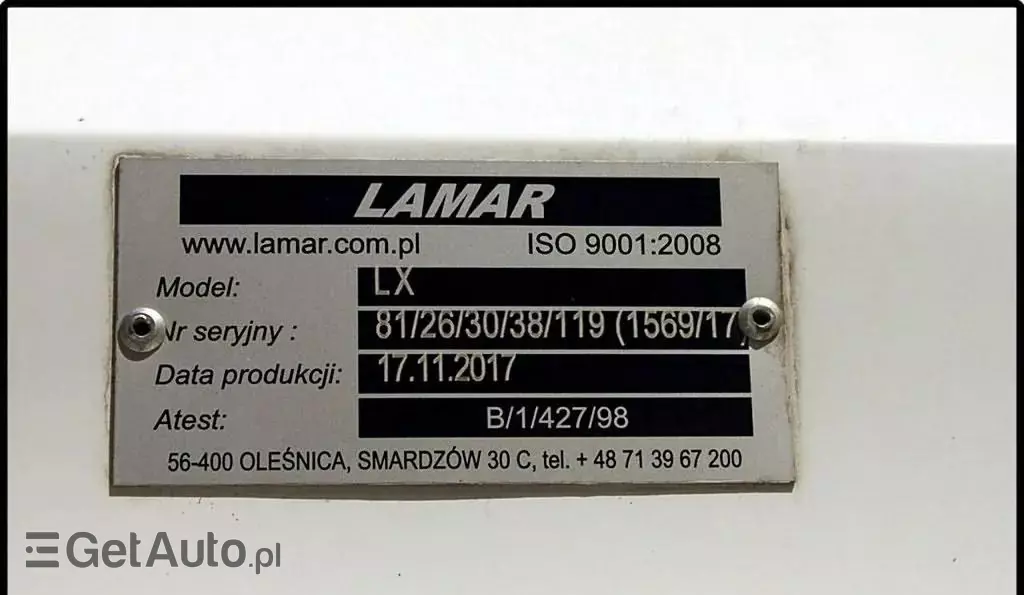 LAMAR
www.lamar.com.pl ISO 9001:2008
Model: LX
Nr seryjny : 81/26/30/38/119 (1569/17)
Data produkcji: 17.11.2017
Atest: B/1/427/98
56-400 OLEŚNICA, SMARDZÓW 30 C, tel. + 48 71 39 67 200
GetAuto.pl